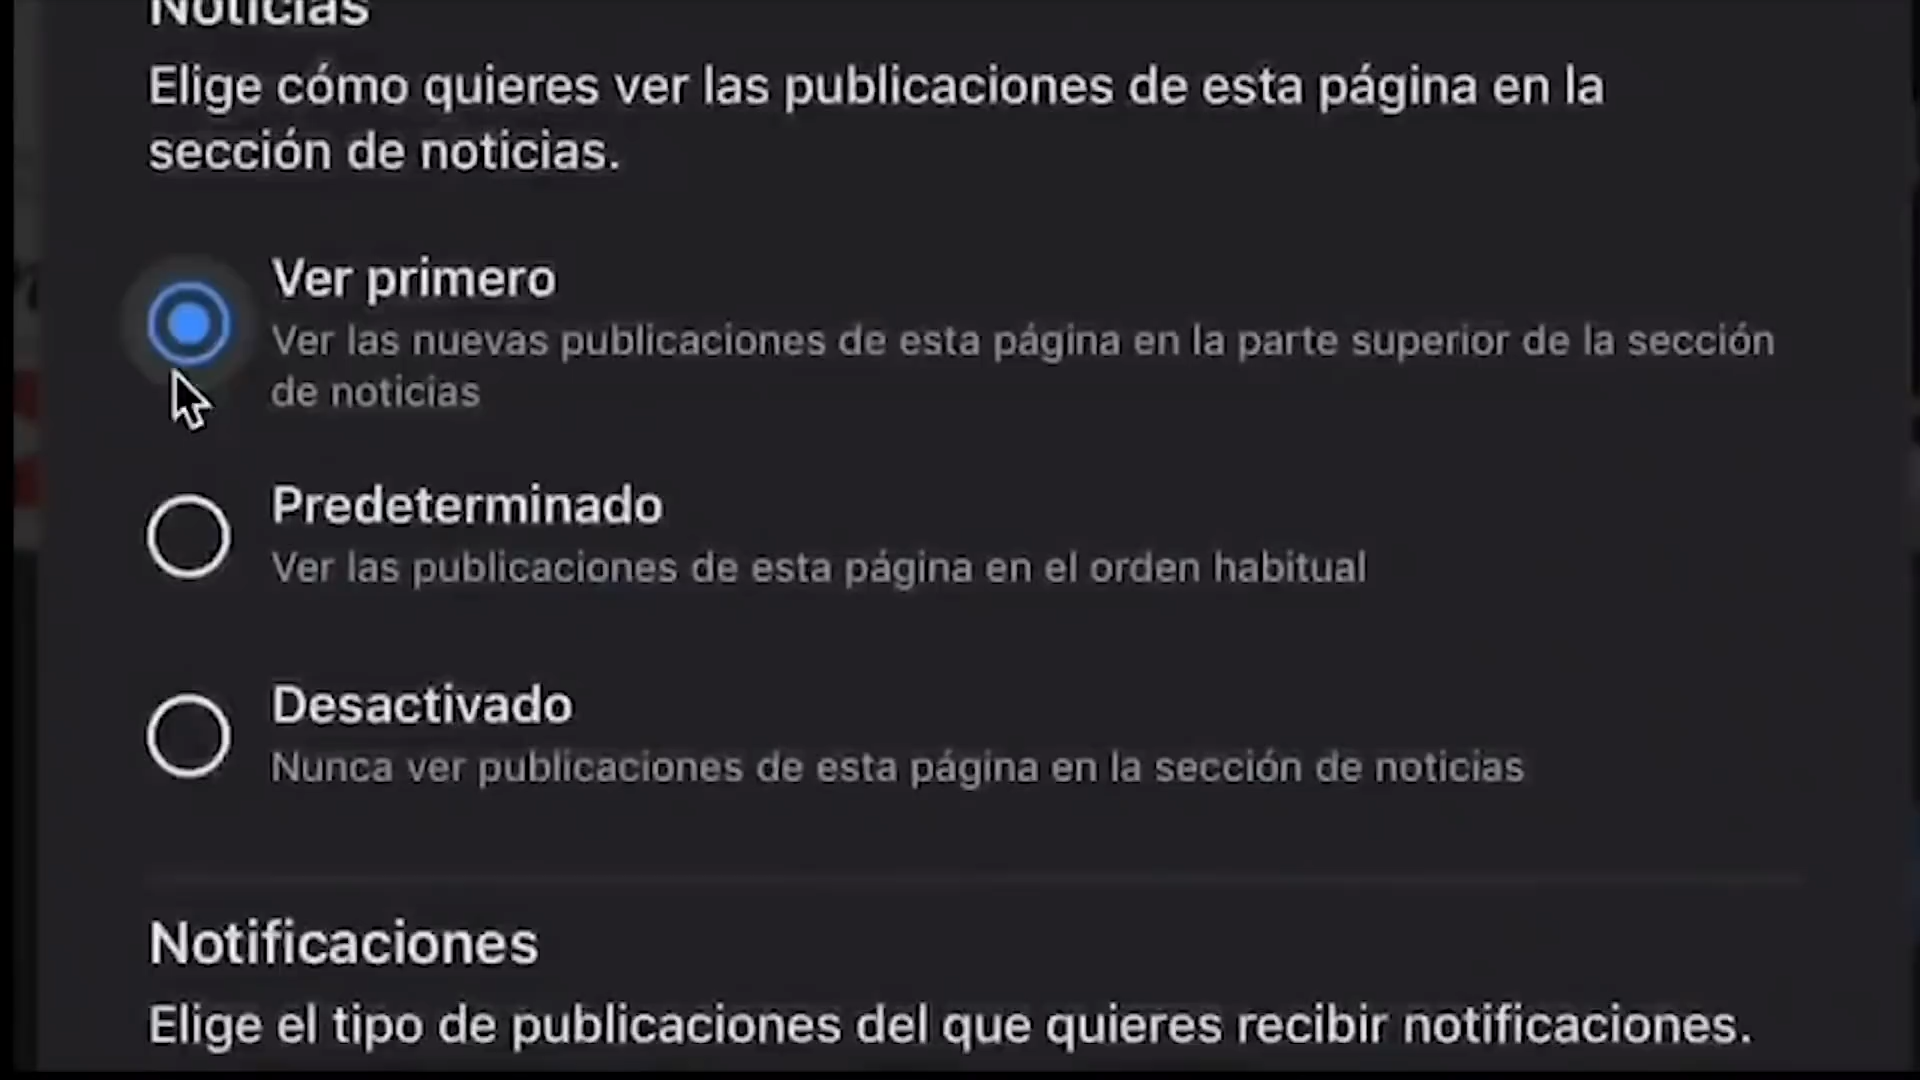 Noticias
Elige cómo quieres ver las publicaciones de esta página en la
sección de noticias.
Ver primero
Ver las nuevas publicaciones de esta página en la parte superior de la sección
de noticias
Predeterminado
Ver las publicaciones de esta página en el orden habitual
Desactivado
Nunca ver publicaciones de esta página en la sección de noticias
Notificaciones
Elige el tipo de publicaciones del que quieres recibir notificaciones.